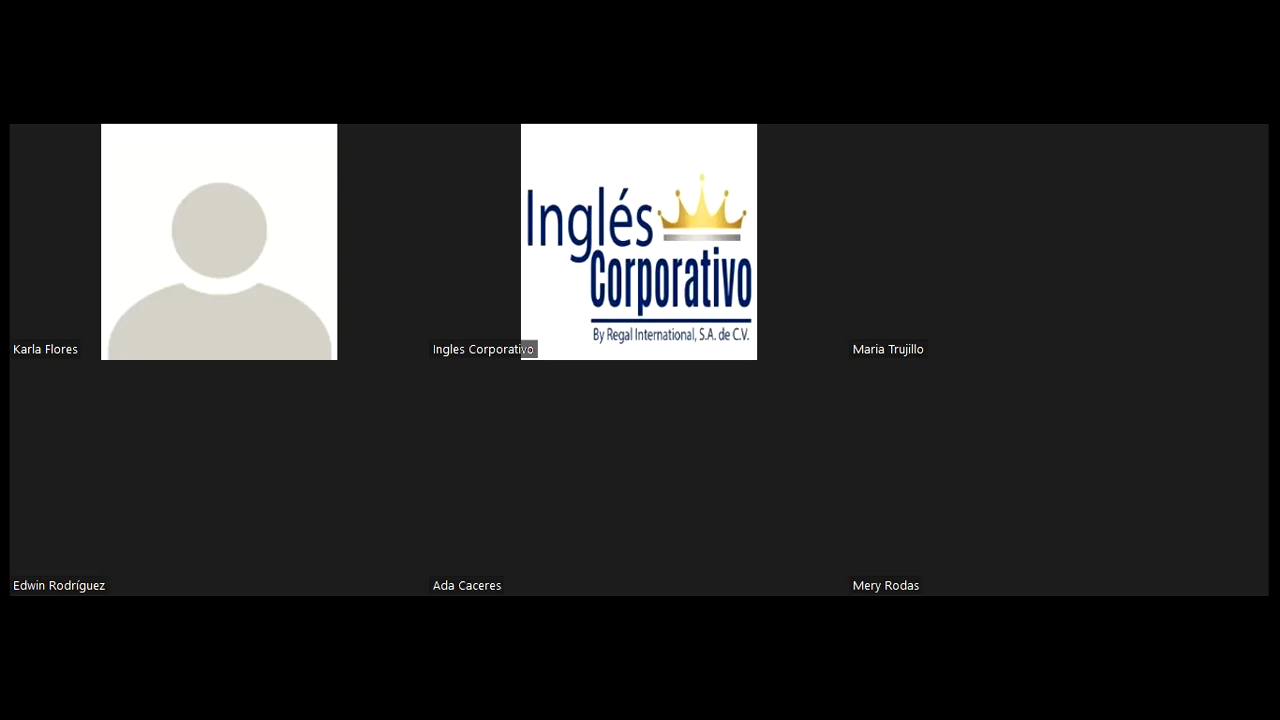 Inglés
Corporativo
By Regal International, S.A. de C.V.
Karla Flores
Ingles Corporativo
Maria Trujillo
Edwin Rodríguez
Ada Caceres
Mery Rodas